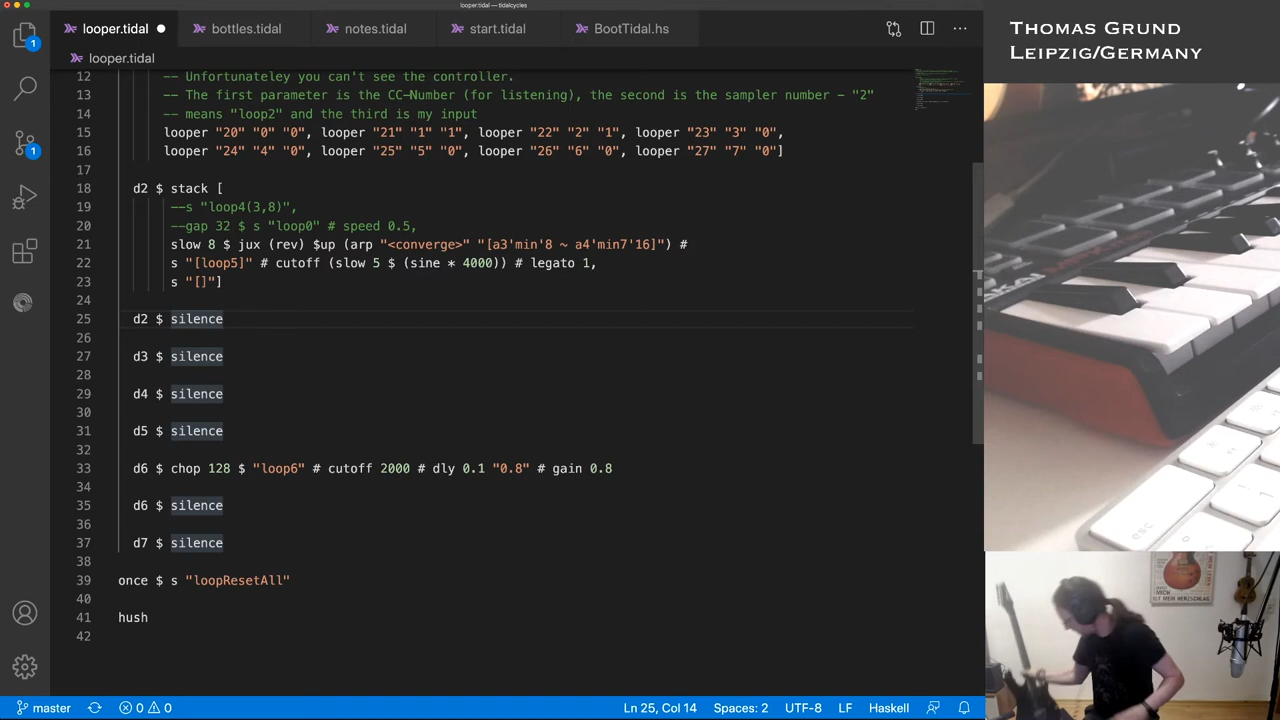 looper.tidal — tidalcycles
looper.tidal
bottles.tidal
notes.tidal
start.tidal
BootTidal.hs
looper.tidal
12 -- Unfortunateley you can't see the controller.
13 -- The first parameter is the CC-Number (for listening), the second is the sampler number - "2"
14 -- means "loop2" and the third is my input
15 looper "20" "0" "0", looper "21" "1" "1", looper "22" "2" "1", looper "23" "3" "0",
16 looper "24" "4" "0", looper "25" "5" "0", looper "26" "6" "0", looper "27" "7" "0"]
17
18 d2 $ stack [
19 --s "loop4(3,8)",
20 --gap 32 $ s "loop0" # speed 0.5,
21 slow 8 $ jux (rev) $up (arp "<converge>" "[a3'min'8 ~ a4'min7'16]") #
22 s "[loop5]" # cutoff (slow 5 $ (sine * 4000)) # legato 1,
23 s "[]"]
24
25 d2 $ silence
26
27 d3 $ silence
28
29 d4 $ silence
30
31 d5 $ silence
32
33 d6 $ chop 128 $ "loop6" # cutoff 2000 # dly 0.1 "0.8" # gain 0.8
34
35 d6 $ silence
36
37 d7 $ silence
38
39 once $ s "loopResetAll"
40
41 hush
42
1
1
master
0
0
Ln 25, Col 14
Spaces: 2
UTF-8
LF
Haskell
THOMAS GRUND
LEIPZIG/GERMANY
esc